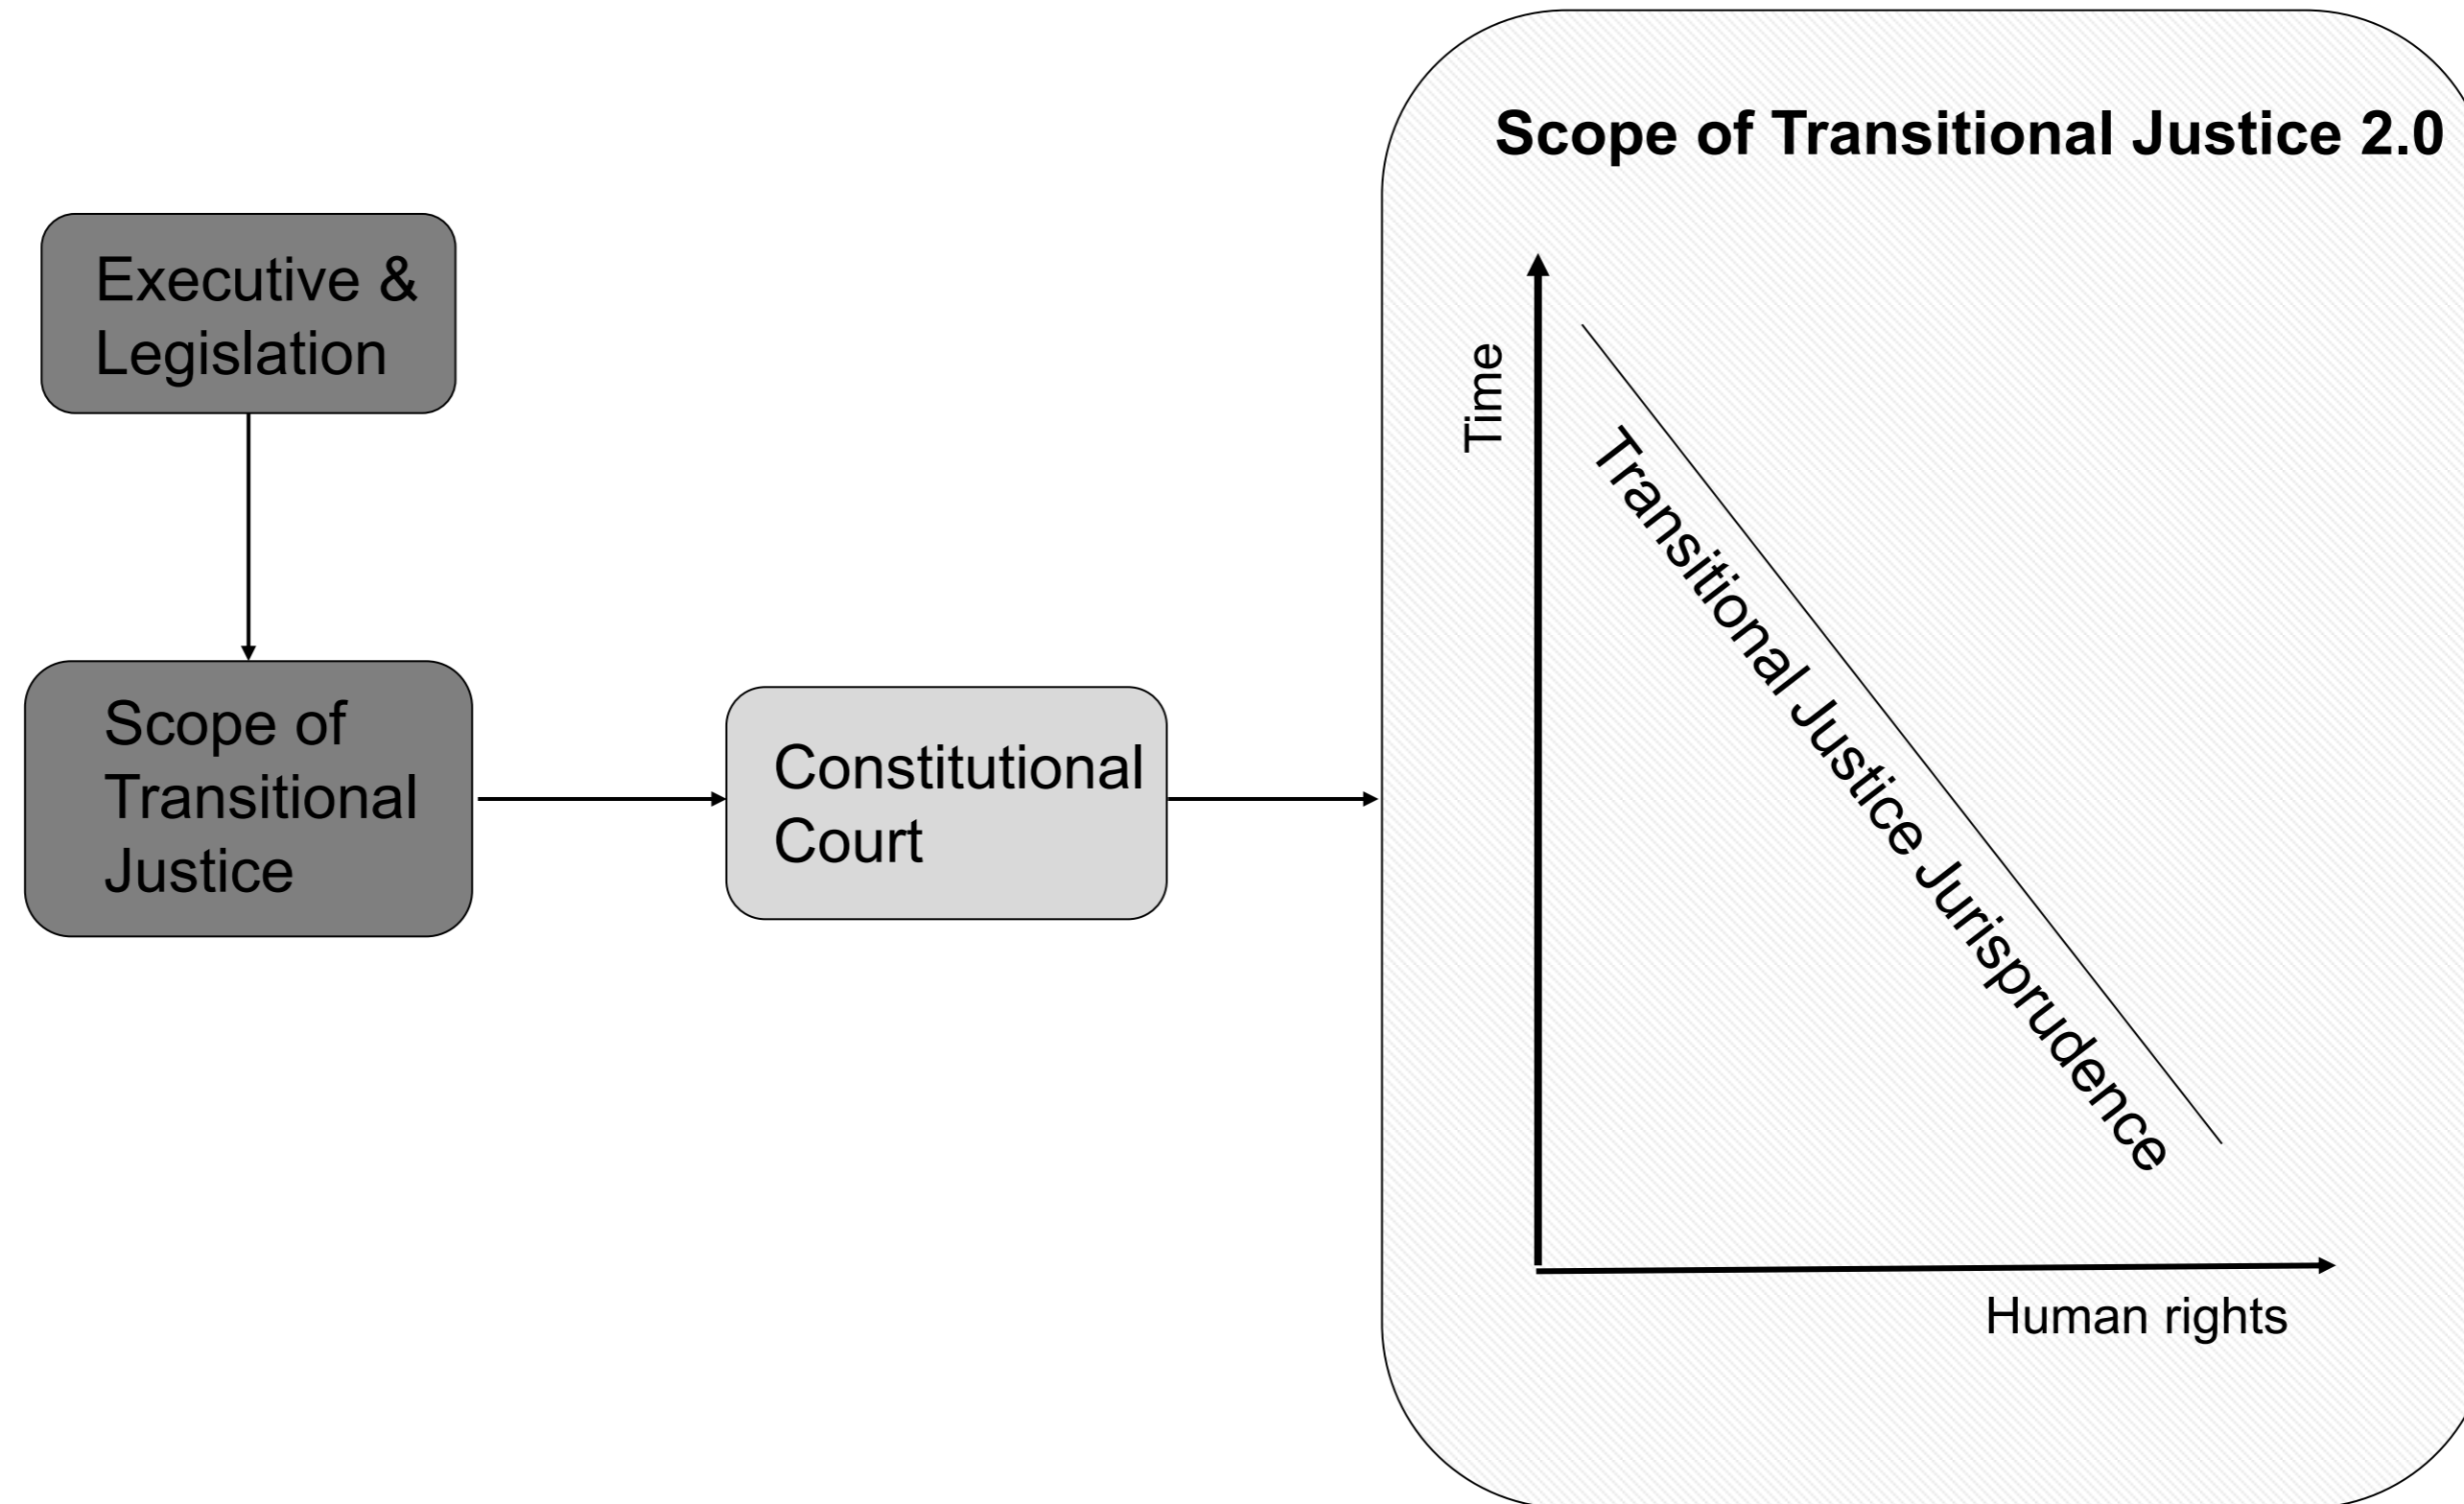 Executive &
Legislation
Scope of
Transitional
Justice
Constitutional
Court
Scope of Transitional Justice 2.0
Time
Transitional Justice Jurisprudence
Human rights